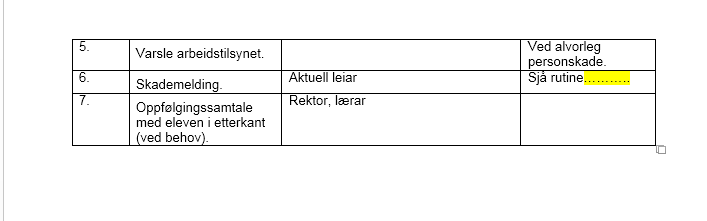 5.
Varsle arbeidstilsynet.
Ved alvorleg
personskade.
6.
Skademelding.
Aktuell leiar
Sjå rutine………..
7.
Oppfølgingssamtale
med eleven i etterkant
(ved behov).
Rektor, lærar